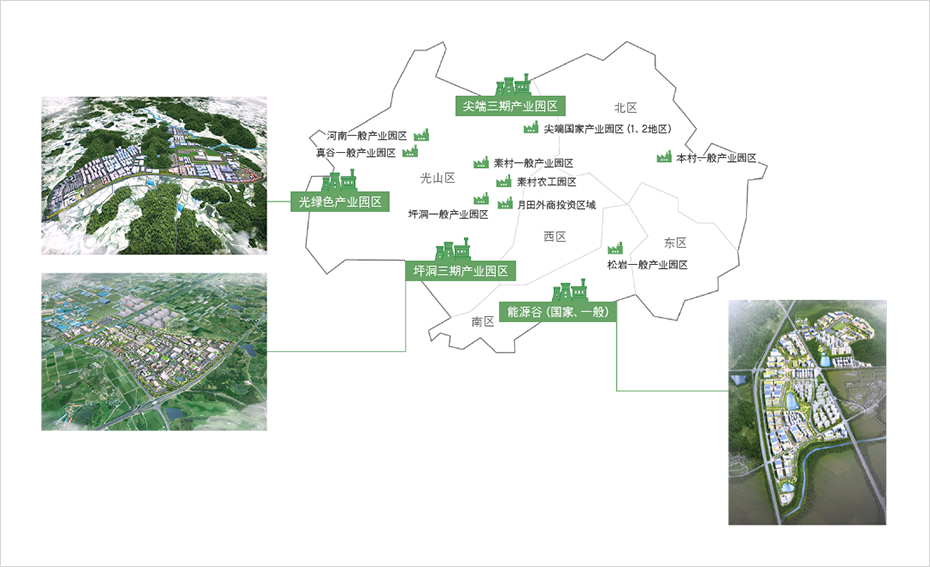 尖端三期产业园区
北区
尖端国家产业园区 (1、2地区)
河南一般产业园区
真谷一般产业园区
本村一般产业园区
素村一般产业园区
光山区
素村农工园区
光绿色产业园区
月田外商投资区域
坪洞一般产业园区
西区
东区
松岩一般产业园区
坪洞三期产业园区
能源谷 (国家、一般)
南区